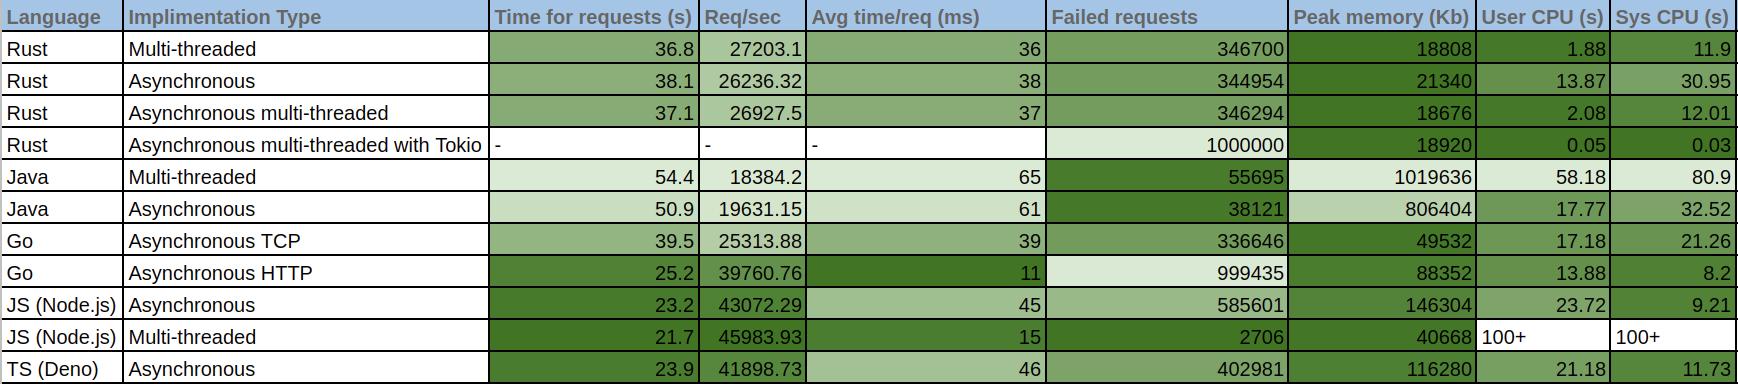 Language Implimentation Type Time for requests (s) Req/sec Avg time/req (ms) Failed requests Peak memory (Kb) User CPU (s) Sys CPU (s)
Rust Multi-threaded 36.8 27203.1 36 346700 18808 1.88 11.9
Rust Asynchronous 38.1 26236.32 38 344954 21340 13.87 30.95
Rust Asynchronous multi-threaded 37.1 26927.5 37 346294 18676 2.08 12.01
Rust Asynchronous multi-threaded with Tokio - - - 1000000 18920 0.05 0.03
Java Multi-threaded 54.4 18384.2 65 55695 1019636 58.18 80.9
Java Asynchronous 50.9 19631.15 61 38121 806404 17.77 32.52
Go Asynchronous TCP 39.5 25313.88 39 336646 49532 17.18 21.26
Go Asynchronous HTTP 25.2 39760.76 11 999435 88352 13.88 8.2
JS (Node.js) Asynchronous 23.2 43072.29 45 585601 146304 23.72 9.21
JS (Node.js) Multi-threaded 21.7 45983.93 15 2706 40668 100+ 100+
TS (Deno) Asynchronous 23.9 41898.73 46 402981 116280 21.18 11.73